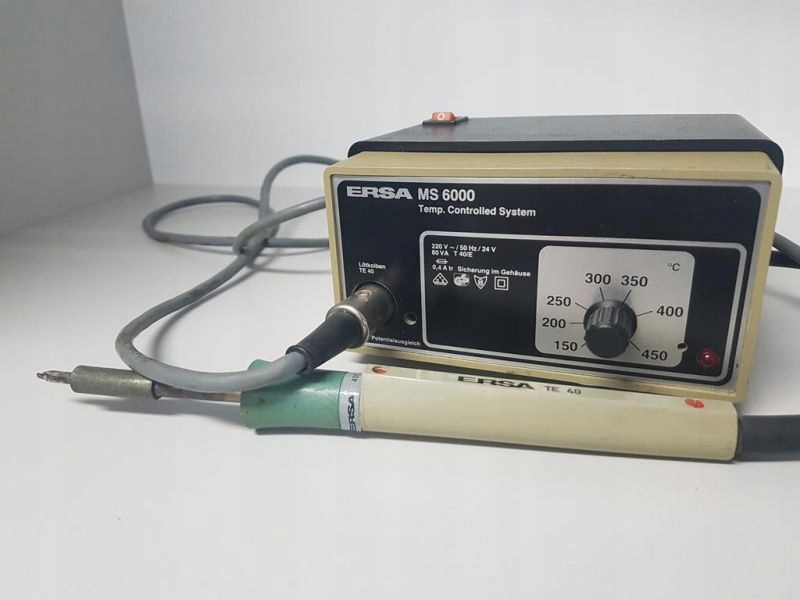 ERSA MS 6000
Temp. Controlled System
220 V ~ / 50 Hz / 24 V
60 VA T 40/E
0,4 A tr Sicherung im Gehäuse
Lötkolben
TE 40
Potentialausgleich
°C
150
200
250
300
350
400
450
O
ERSA
ERSA TE 40